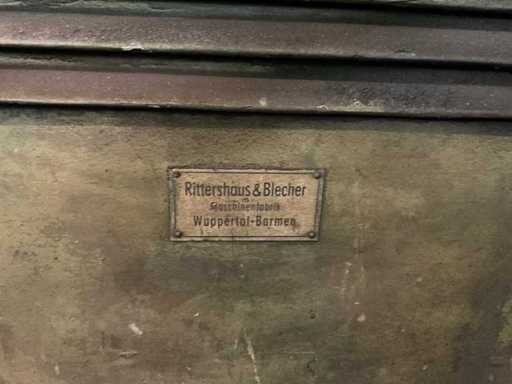 Rittershaus & Blecher
Maschinenfabrik
Wuppertal-Barmen